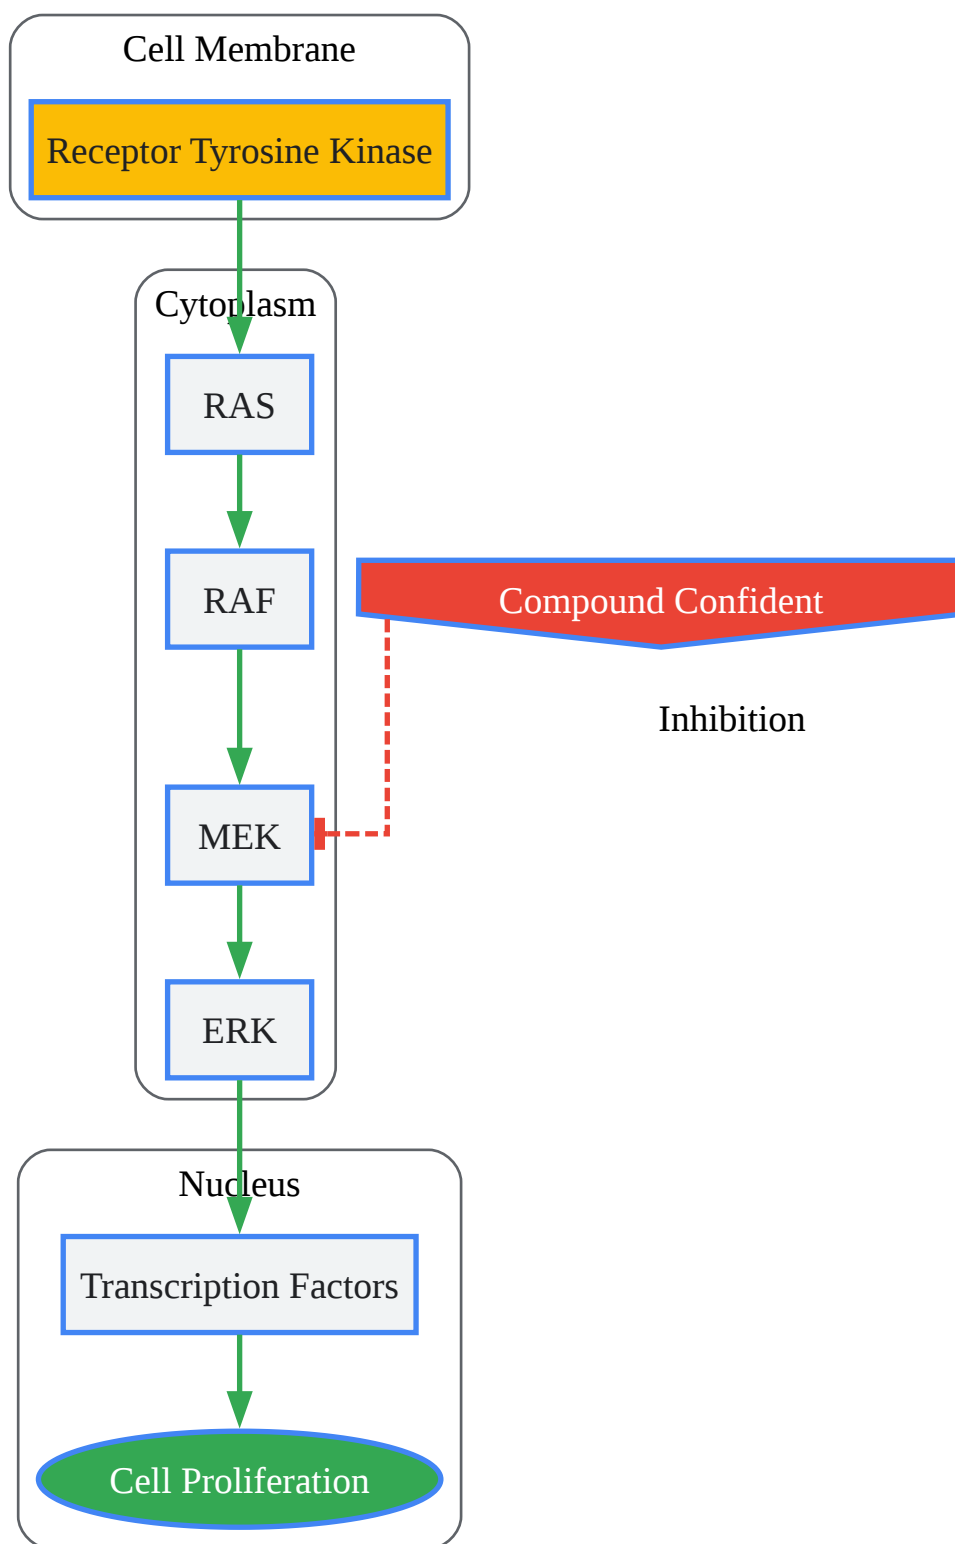 Cell Membrane
Receptor Tyrosine Kinase
Cytoplasm
RAS
RAF
Compound Confident
Inhibition
MEK
ERK
Nucleus
Transcription Factors
Cell Proliferation